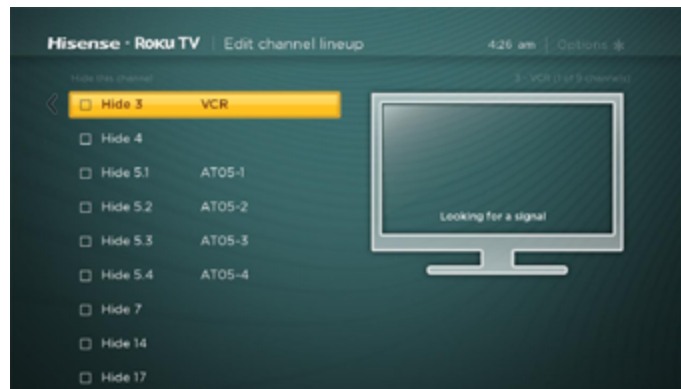 Hisense · Roku TV | Edit channel lineup
4:26 am | Options ✱
Hide this channel
3 - VCR (1 of 9 channels)
Hide 3 VCR
Hide 4
Hide 5.1 AT05-1
Hide 5.2 AT05-2
Hide 5.3 AT05-3
Hide 5.4 AT05-4
Hide 7
Hide 14
Hide 17
Looking for a signal